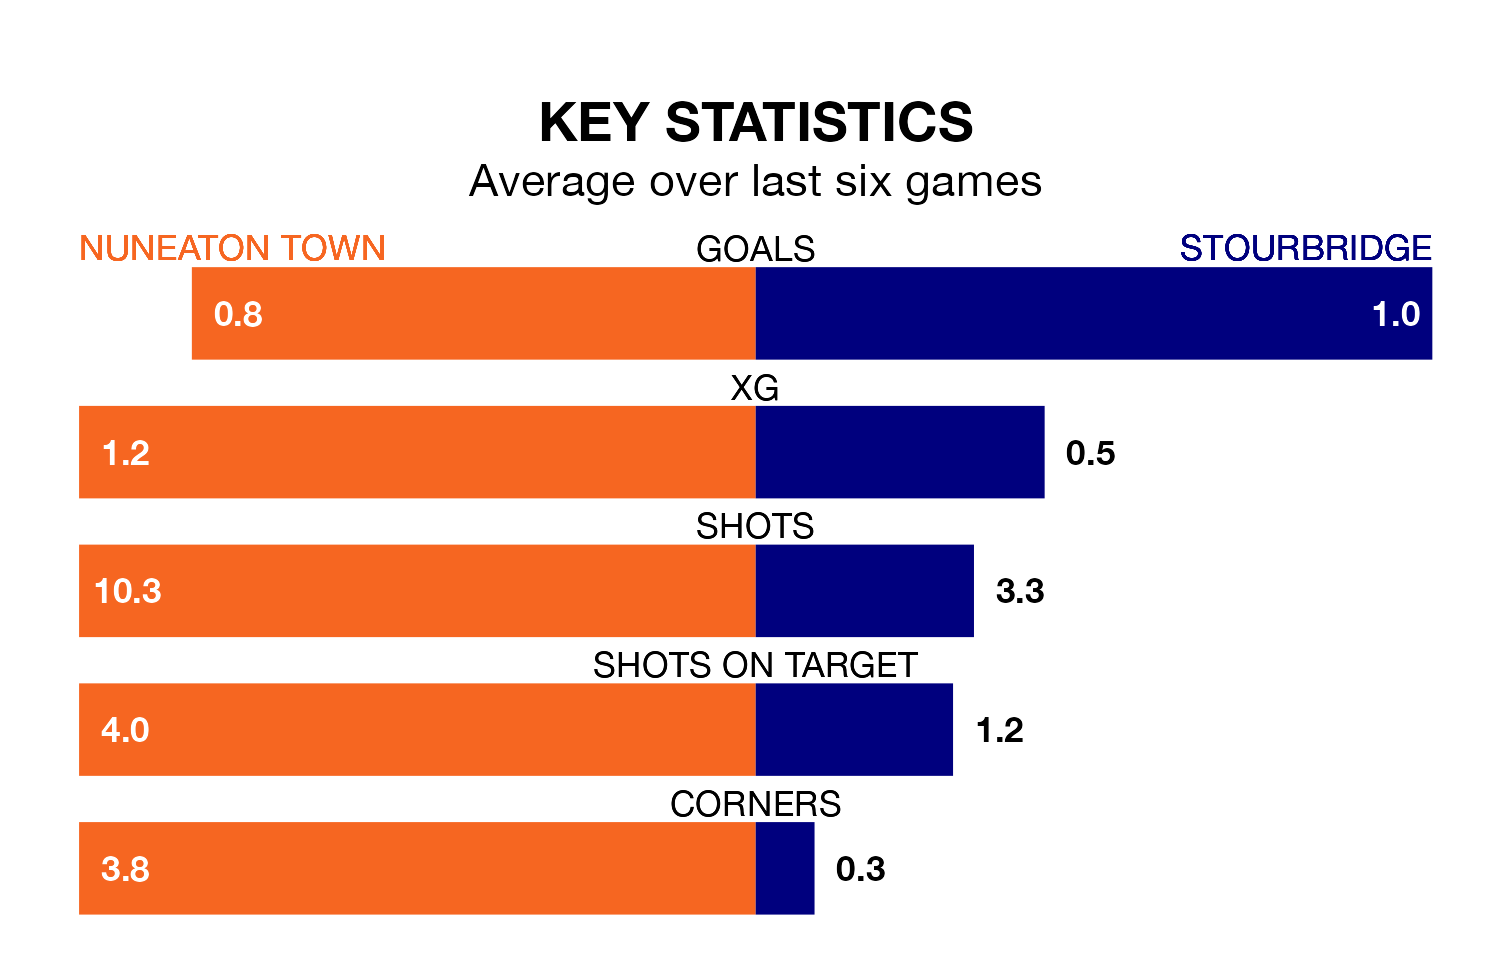 KEY STATISTICS
Average over last six games
NUNEATON TOWN GOALS STOURBRIDGE
0.8 1.0
XG
1.2 0.5
SHOTS
10.3 3.3
SHOTS ON TARGET
4.0 1.2
CORNERS
3.8 0.3